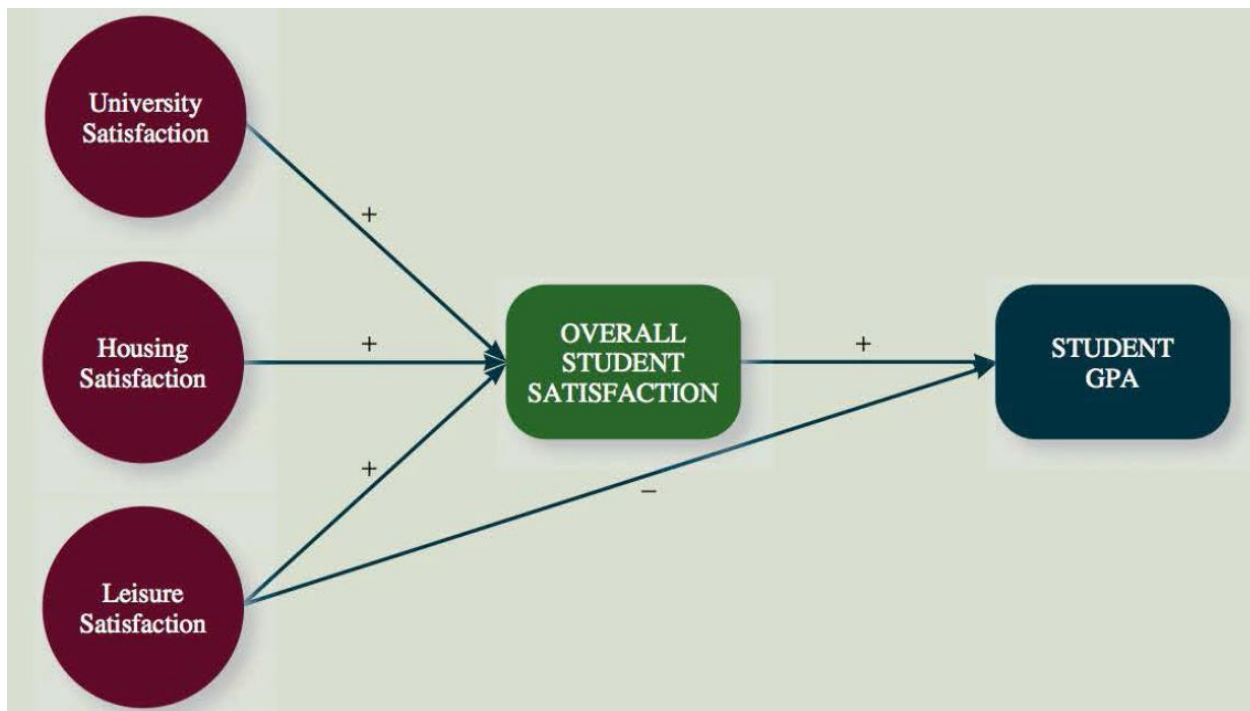 University
Satisfaction
+
Housing
Satisfaction
+
OVERALL
STUDENT
SATISFACTION
+
STUDENT
GPA
+
−
Leisure
Satisfaction